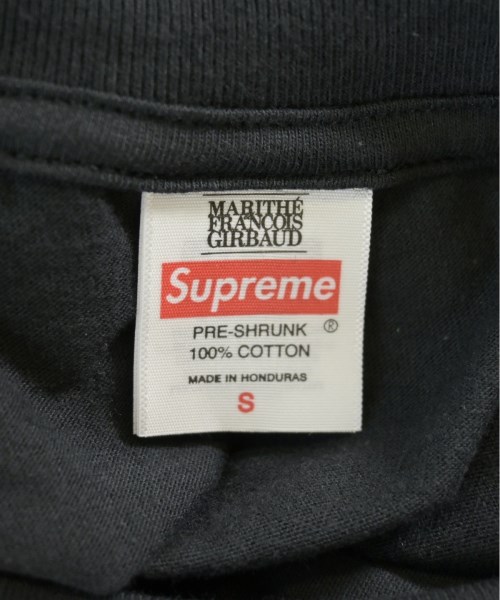 MARITHÉ
FRANÇOIS
GIRBAUD
Supreme
PRE-SHRUNK ®
100% COTTON
MADE IN HONDURAS
S